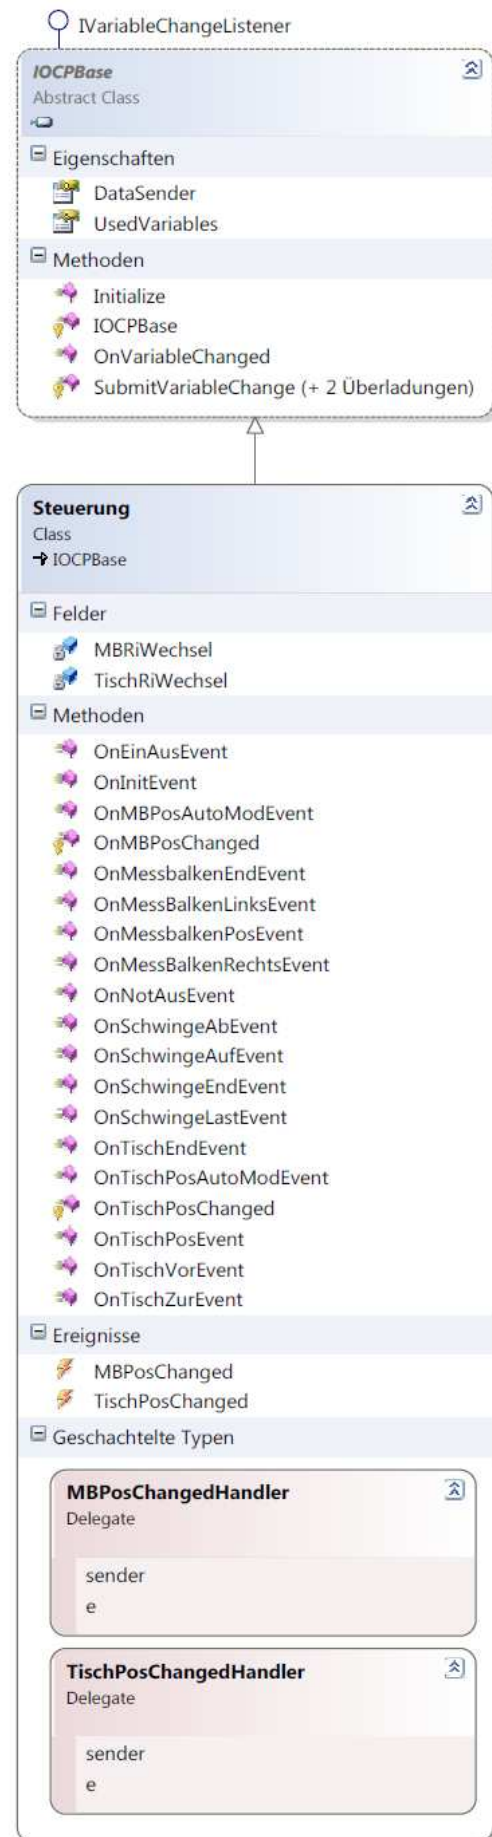 IVariableChangeListener
IOCPBase
Abstract Class
Eigenschaften
DataSender
UsedVariables
Methoden
Initialize
IOCPBase
OnVariableChanged
SubmitVariableChange (+ 2 Überladungen)
Steuerung
Class
IOCPBase
Felder
MBRiWechsel
TischRiWechsel
Methoden
OnEinAusEvent
OnInitEvent
OnMBPosAutoModEvent
OnMBPosChanged
OnMessbalkenEndEvent
OnMessBalkenLinksEvent
OnMessbalkenPosEvent
OnMessBalkenRechtsEvent
OnNotAusEvent
OnSchwingeAbEvent
OnSchwingeAufEvent
OnSchwingeEndEvent
OnSchwingeLastEvent
OnTischEndEvent
OnTischPosAutoModEvent
OnTischPosChanged
OnTischPosEvent
OnTischVorEvent
OnTischZurEvent
Ereignisse
MBPosChanged
TischPosChanged
Geschachtelte Typen
MBPosChangedHandler
Delegate
sender
e
TischPosChangedHandler
Delegate
sender
e